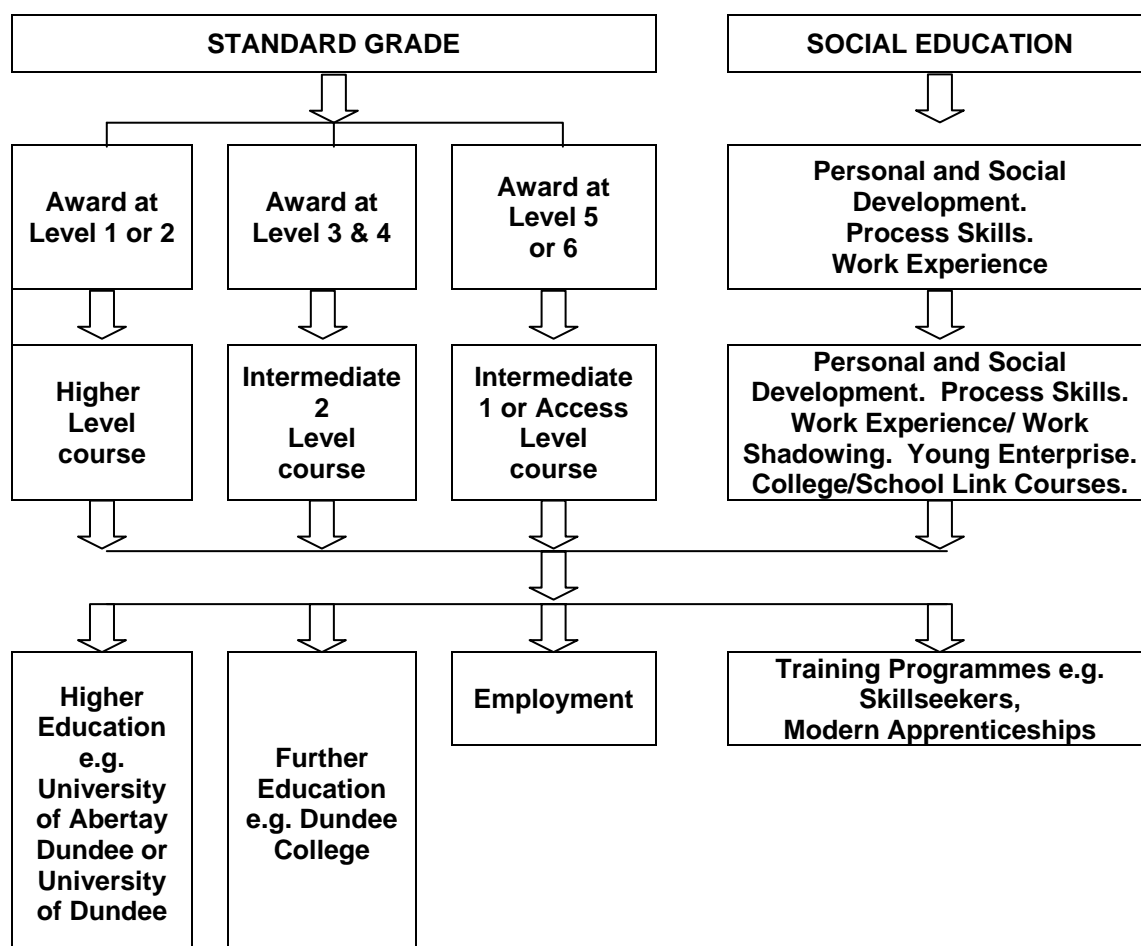 STANDARD GRADE
SOCIAL EDUCATION
Award at
Level 1 or 2
Award at
Level 3 & 4
Award at
Level 5
or 6
Personal and Social
Development.
Process Skills.
Work Experience
Higher
Level
course
Intermediate
2
Level
course
Intermediate
1 or Access
Level
course
Personal and Social
Development.  Process Skills.
Work Experience/ Work
Shadowing.  Young Enterprise.
College/School Link Courses.
Higher
Education
e.g.
University
of Abertay
Dundee or
University
of Dundee
Further
Education
e.g. Dundee
College
Employment
Training Programmes e.g.
Skillseekers,
Modern Apprenticeships